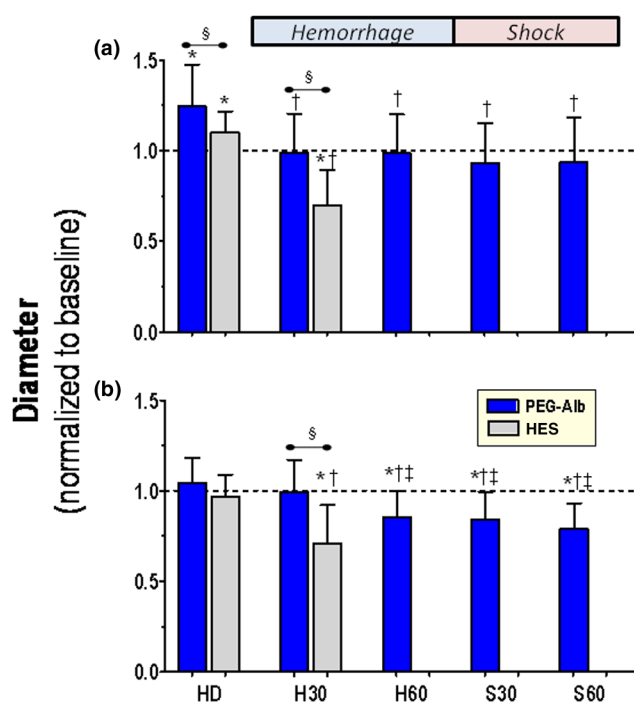 Hemorrhage Shock
(a)
§
* *
§
† *†
†
†
†
1.5
1.0
0.5
0.0
Diameter
(normalized to baseline)
(b)
PEG-Alb
HES
§
*†
*†‡
*†‡
*†‡
1.5
1.0
0.5
0.0
HD H30 H60 S30 S60